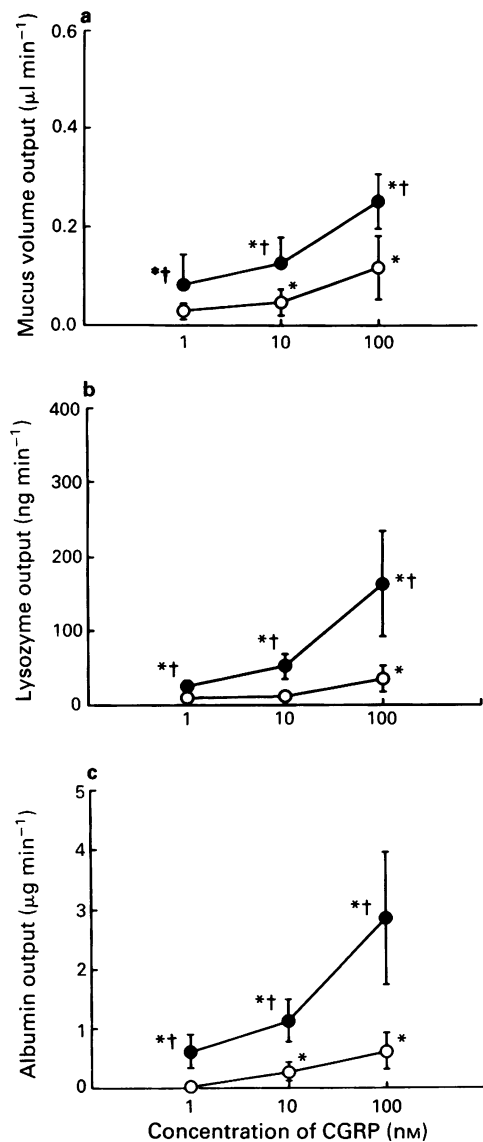 a
Mucus volume output (µl min⁻¹)
0.6
0.4
0.2
0.0
*†
*†
*†
*
*
1 10 100
b
Lysozyme output (ng min⁻¹)
400
300
200
100
0
*†
*†
*†
*
1 10 100
c
Albumin output (µg min⁻¹)
5
4
3
2
1
0
*†
*†
*†
*
*
1 10 100
Concentration of CGRP (nM)